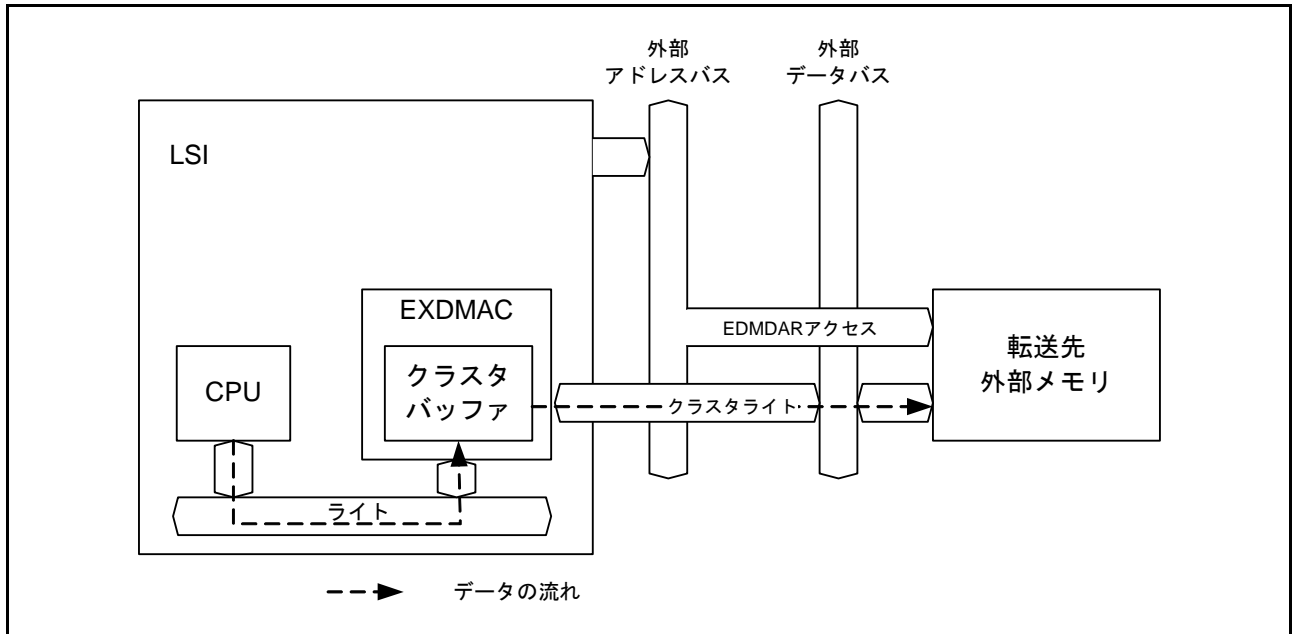 外部
アドレスバス
外部
データバス
LSI
EXDMAC
EDMDARアクセス
転送先
外部メモリ
CPU
クラスタ
バッファ
クラスタライト
ライト
データの流れ